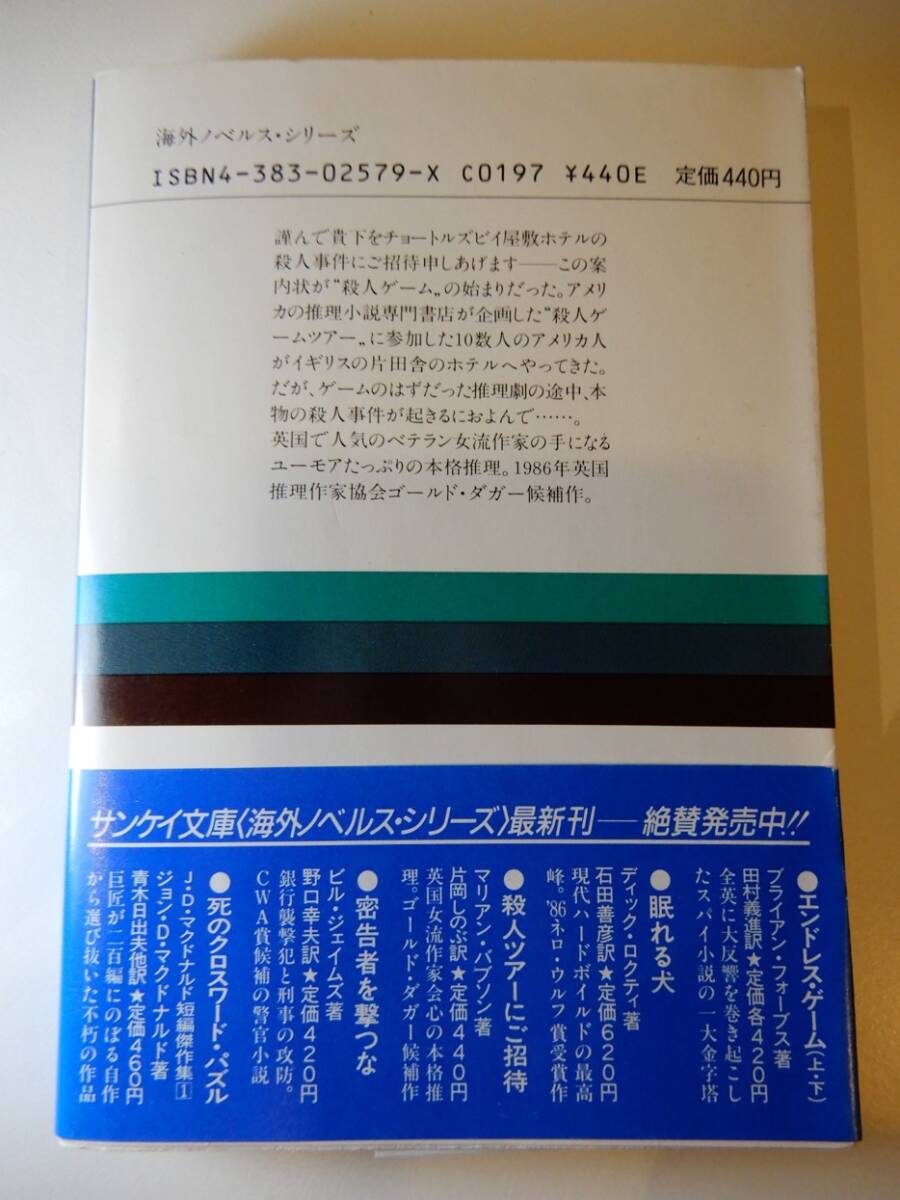 海外ノベルス・シリーズ
ISBN4-383-02579-X C0197 ¥440E 定価440円
謹んで貴下をチョートルズビイ屋敷ホテルの
殺人事件にご招待申しあげます——この案
内状が〝殺人ゲーム〟の始まりだった。アメリ
カの推理小説専門書店が企画した〝殺人ゲ
ームツアー〟に参加した10数人のアメリカ人
がイギリスの片田舎のホテルへやってきた。
だが、ゲームのはずだった推理劇の途中、本
物の殺人事件が起きるにおよんで……。
英国で人気のベテラン女流作家の手になる
ユーモアたっぷりの本格推理。1986年英国
推理作家協会ゴールド・ダガー候補作。
サンケイ文庫〈海外ノベルス・シリーズ〉最新刊——絶賛発売中!!
●エンドレス・ゲーム(上・下)
ブライアン・フォーブス著
田村義進訳★定価各420円
全英に大反響を巻き起こし
たスパイ小説の一大金字塔
●眠れる犬
ディック・ロクティ著
石田善彦訳★定価620円
現代ハードボイルドの最高
峰。'86ネロ・ウルフ賞受賞作
●殺人ツアーにご招待
マリアン・バブソン著
片岡しのぶ訳★定価440円
英国女流作家会心の本格推
理。ゴールド・ダガー候補作
●密告者を撃つな
ビル・ジェイムズ著
野口幸夫訳★定価420円
銀行襲撃犯と刑事の攻防。
CWA賞候補の警官小説
●死のクロスワード・パズル
J・D・マクドナルド短編傑作集1
ジョン・D・マクドナルド著
青木日出夫他訳★定価460円
巨匠が二百編にのぼる自作
から選び抜いた不朽の作品